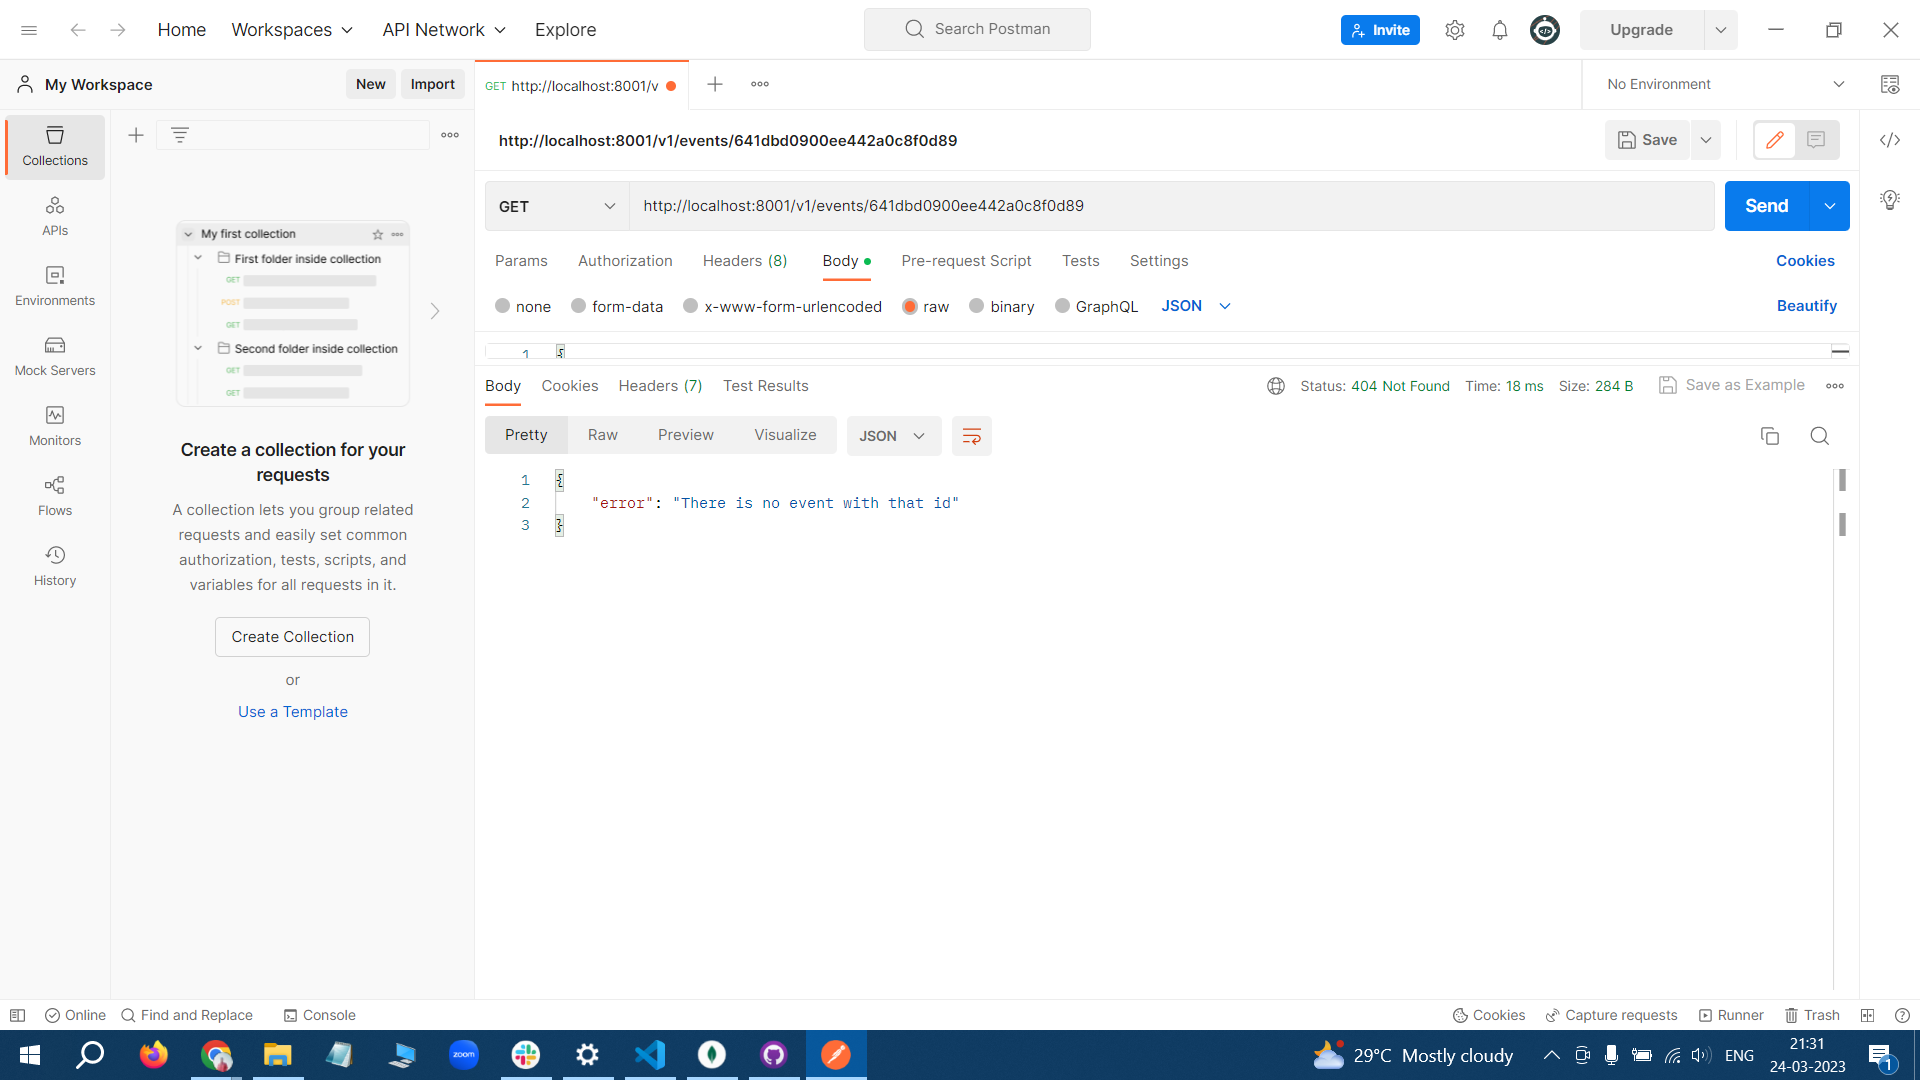 Home Workspaces API Network Explore
Search Postman
Invite
Upgrade
My Workspace
New Import
GET http://localhost:8001/v
No Environment
Collections
APIs
Environments
Mock Servers
Monitors
Flows
History
My first collection
First folder inside collection
GET
POST
GET
Second folder inside collection
GET
GET
Create a collection for your
requests
A collection lets you group related
requests and easily set common
authorization, tests, scripts, and
variables for all requests in it.
Create Collection
or
Use a Template
http://localhost:8001/v1/events/641dbd0900ee442a0c8f0d89
Save
GET http://localhost:8001/v1/events/641dbd0900ee442a0c8f0d89
Send
Params Authorization Headers (8) Body Pre-request Script Tests Settings
Cookies
none form-data x-www-form-urlencoded raw binary GraphQL JSON
Beautify
1 {
Body Cookies Headers (7) Test Results
Status: 404 Not Found Time: 18 ms Size: 284 B Save as Example
Pretty Raw Preview Visualize JSON
1 {
2 "error": "There is no event with that id"
3 }
Online Find and Replace Console
Cookies Capture requests Runner Trash
zoom
29°C Mostly cloudy
ENG
21:31
24-03-2023
1